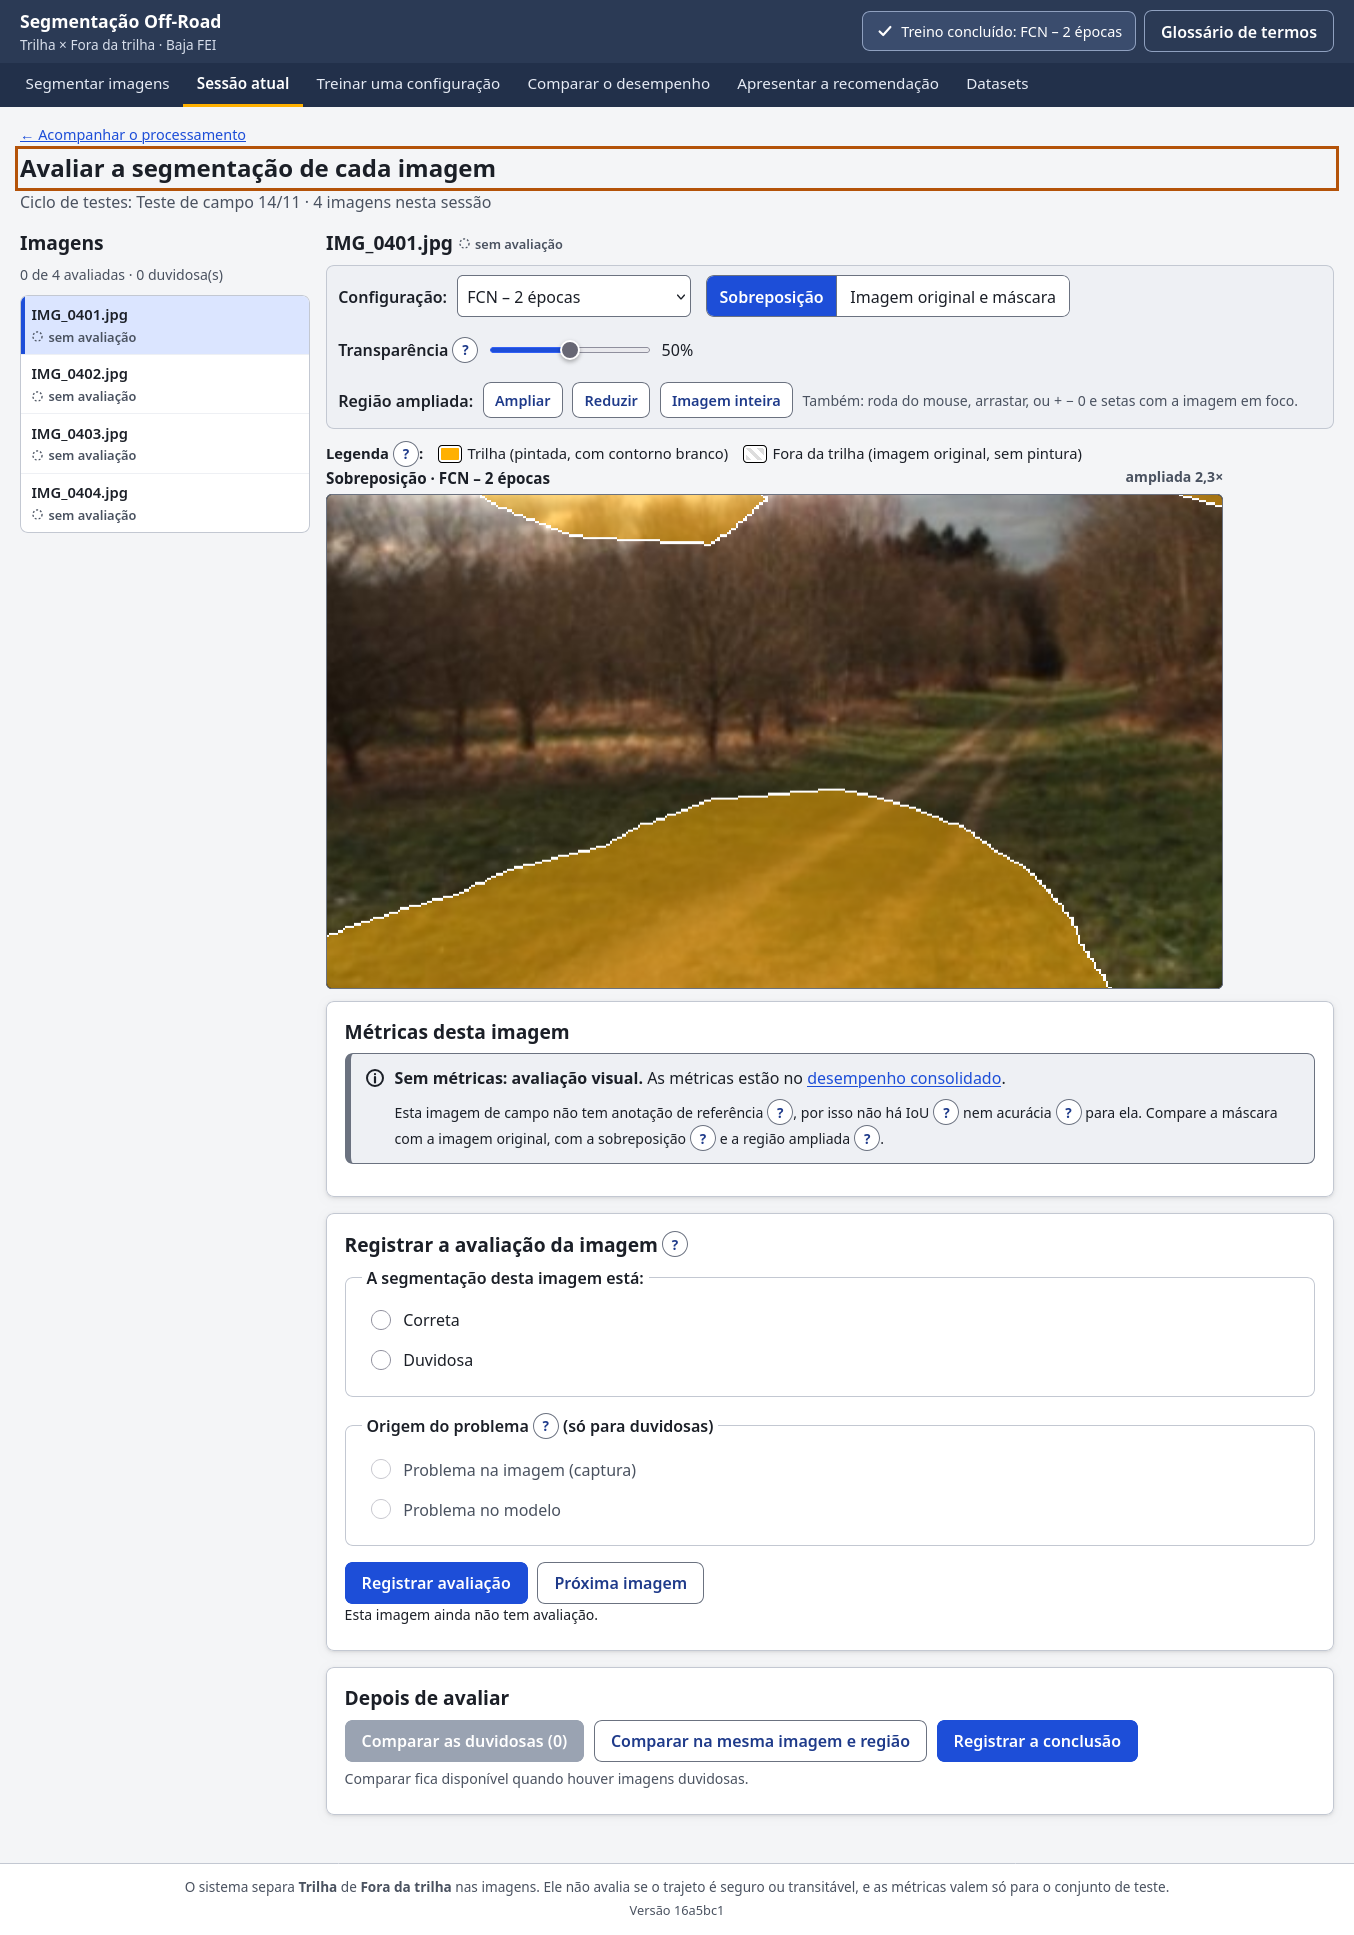 Segmentação Off-Road
Trilha × Fora da trilha · Baja FEI
Treino concluído: FCN – 2 épocas
Glossário de termos
Segmentar imagens
Sessão atual
Treinar uma configuração
Comparar o desempenho
Apresentar a recomendação
Datasets
← Acompanhar o processamento
Avaliar a segmentação de cada imagem
Ciclo de testes: Teste de campo 14/11 · 4 imagens nesta sessão
Imagens
0 de 4 avaliadas · 0 duvidosa(s)
IMG_0401.jpg
sem avaliação
IMG_0402.jpg
sem avaliação
IMG_0403.jpg
sem avaliação
IMG_0404.jpg
sem avaliação
IMG_0401.jpg sem avaliação
Configuração: FCN – 2 épocas Sobreposição Imagem original e máscara
Transparência ? 50%
Região ampliada: Ampliar Reduzir Imagem inteira Também: roda do mouse, arrastar, ou + − 0 e setas com a imagem em foco.
Legenda ?: Trilha (pintada, com contorno branco) Fora da trilha (imagem original, sem pintura)
Sobreposição · FCN – 2 épocas
ampliada 2,3×
Métricas desta imagem
Sem métricas: avaliação visual. As métricas estão no desempenho consolidado.
Esta imagem de campo não tem anotação de referência ?, por isso não há IoU ? nem acurácia ? para ela. Compare a máscara
com a imagem original, com a sobreposição ? e a região ampliada ?.
Registrar a avaliação da imagem ?
A segmentação desta imagem está:
Correta
Duvidosa
Origem do problema ? (só para duvidosas)
Problema na imagem (captura)
Problema no modelo
Registrar avaliação
Próxima imagem
Esta imagem ainda não tem avaliação.
Depois de avaliar
Comparar as duvidosas (0)
Comparar na mesma imagem e região
Registrar a conclusão
Comparar fica disponível quando houver imagens duvidosas.
O sistema separa Trilha de Fora da trilha nas imagens. Ele não avalia se o trajeto é seguro ou transitável, e as métricas valem só para o conjunto de teste.
Versão 16a5bc1